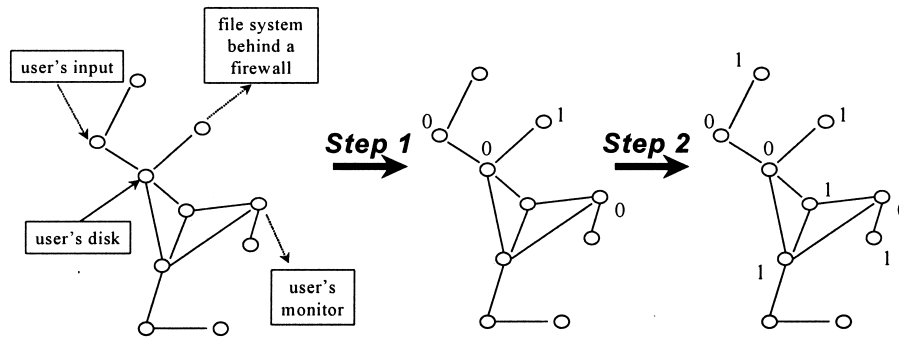 file system
behind a
firewall
user's input
user's disk
user's
monitor
Step 1
0
0
1
0
Step 2
1
0
0
1
1
0
1
1